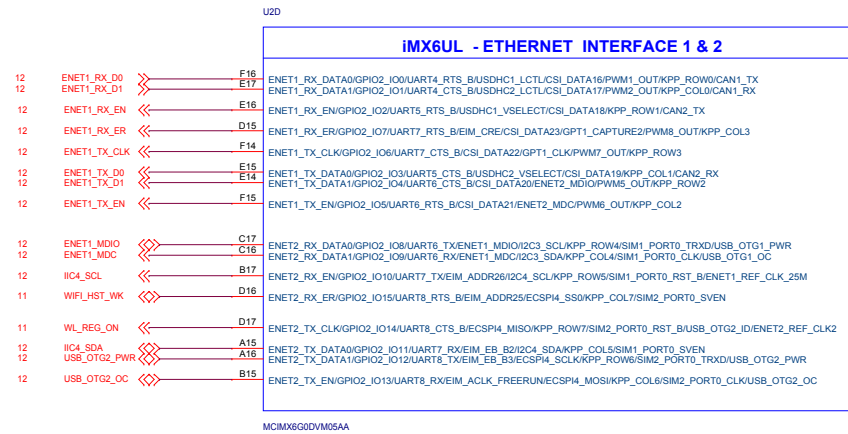 U2D
iMX6UL - ETHERNET INTERFACE 1 & 2
12 ENET1_RX_D0 F16 ENET1_RX_DATA0/GPIO2_IO0/UART4_RTS_B/USDHC1_LCTL/CSI_DATA16/PWM1_OUT/KPP_ROW0/CAN1_TX
12 ENET1_RX_D1 E17 ENET1_RX_DATA1/GPIO2_IO1/UART4_CTS_B/USDHC2_LCTL/CSI_DATA17/PWM2_OUT/KPP_COL0/CAN1_RX
12 ENET1_RX_EN E16 ENET1_RX_EN/GPIO2_IO2/UART5_RTS_B/USDHC1_VSELECT/CSI_DATA18/KPP_ROW1/CAN2_TX
12 ENET1_RX_ER D15 ENET1_RX_ER/GPIO2_IO7/UART7_RTS_B/EIM_CRE/CSI_DATA23/GPT1_CAPTURE2/PWM8_OUT/KPP_COL3
12 ENET1_TX_CLK F14 ENET1_TX_CLK/GPIO2_IO6/UART7_CTS_B/CSI_DATA22/GPT1_CLK/PWM7_OUT/KPP_ROW3
12 ENET1_TX_D0 E15 ENET1_TX_DATA0/GPIO2_IO3/UART5_CTS_B/USDHC2_VSELECT/CSI_DATA19/KPP_COL1/CAN2_RX
12 ENET1_TX_D1 E14 ENET1_TX_DATA1/GPIO2_IO4/UART6_CTS_B/CSI_DATA20/ENET2_MDIO/PWM5_OUT/KPP_ROW2
12 ENET1_TX_EN F15 ENET1_TX_EN/GPIO2_IO5/UART6_RTS_B/CSI_DATA21/ENET2_MDC/PWM6_OUT/KPP_COL2
12 ENET1_MDIO C17 ENET2_RX_DATA0/GPIO2_IO8/UART6_TX/ENET1_MDIO/I2C3_SCL/KPP_ROW4/SIM1_PORT0_TRXD/USB_OTG1_PWR
12 ENET1_MDC C16 ENET2_RX_DATA1/GPIO2_IO9/UART6_RX/ENET1_MDC/I2C3_SDA/KPP_COL4/SIM1_PORT0_CLK/USB_OTG1_OC
12 IIC4_SCL B17 ENET2_RX_EN/GPIO2_IO10/UART7_TX/EIM_ADDR26/I2C4_SCL/KPP_ROW5/SIM1_PORT0_RST_B/ENET1_REF_CLK_25M
11 WIFI_HST_WK D16 ENET2_RX_ER/GPIO2_IO15/UART8_RTS_B/EIM_ADDR25/ECSPI4_SS0/KPP_COL7/SIM2_PORT0_SVEN
11 WL_REG_ON D17 ENET2_TX_CLK/GPIO2_IO14/UART8_CTS_B/ECSPI4_MISO/KPP_ROW7/SIM2_PORT0_RST_B/USB_OTG2_ID/ENET2_REF_CLK2
12 IIC4_SDA A15 ENET2_TX_DATA0/GPIO2_IO11/UART7_RX/EIM_EB_B2/I2C4_SDA/KPP_COL5/SIM1_PORT0_SVEN
12 USB_OTG2_PWR A16 ENET2_TX_DATA1/GPIO2_IO12/UART8_TX/EIM_EB_B3/ECSPI4_SCLK/KPP_ROW6/SIM2_PORT0_TRXD/USB_OTG2_PWR
12 USB_OTG2_OC B15 ENET2_TX_EN/GPIO2_IO13/UART8_RX/EIM_ACLK_FREERUN/ECSPI4_MOSI/KPP_COL6/SIM2_PORT0_CLK/USB_OTG2_OC
MCIMX6G0DVM05AA